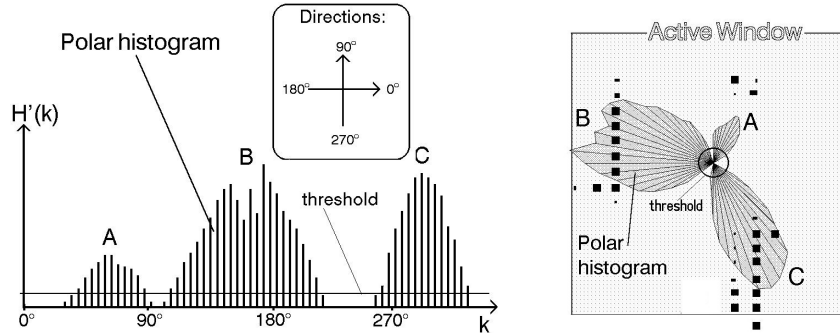 Directions:
90°
180°
0°
270°
Polar histogram
H'(k)
A
B
C
threshold
0°
90°
180°
270°
k
Active Window
B
A
threshold
Polar
histogram
C